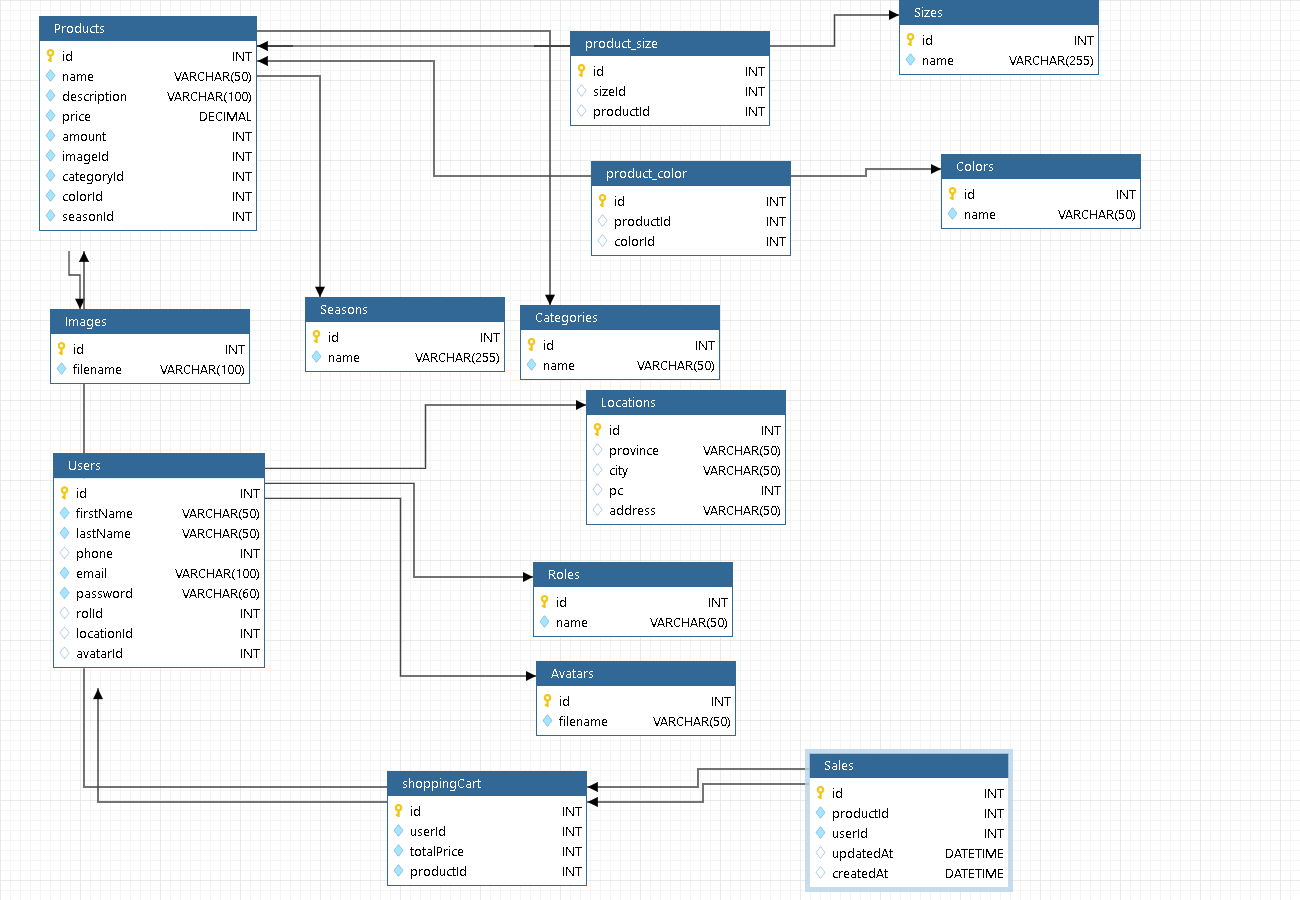 Products
id INT
name VARCHAR(50)
description VARCHAR(100)
price DECIMAL
amount INT
imageId INT
categoryId INT
colorId INT
seasonId INT
product_size
id INT
sizeId INT
productId INT
Sizes
id INT
name VARCHAR(255)
product_color
id INT
productId INT
colorId INT
Colors
id INT
name VARCHAR(50)
Images
id INT
filename VARCHAR(100)
Seasons
id INT
name VARCHAR(255)
Categories
id INT
name VARCHAR(50)
Locations
id INT
province VARCHAR(50)
city VARCHAR(50)
pc INT
address VARCHAR(50)
Users
id INT
firstName VARCHAR(50)
lastName VARCHAR(50)
phone INT
email VARCHAR(100)
password VARCHAR(60)
rolId INT
locationId INT
avatarId INT
Roles
id INT
name VARCHAR(50)
Avatars
id INT
filename VARCHAR(50)
shoppingCart
id INT
userId INT
totalPrice INT
productId INT
Sales
id INT
productId INT
userId INT
updatedAt DATETIME
createdAt DATETIME